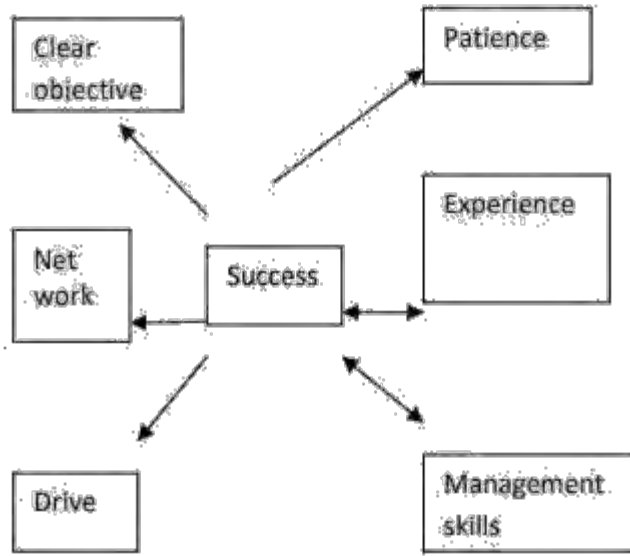 Clear
objective
Patience
Experience
Net
work
Success
Drive
Management
skills